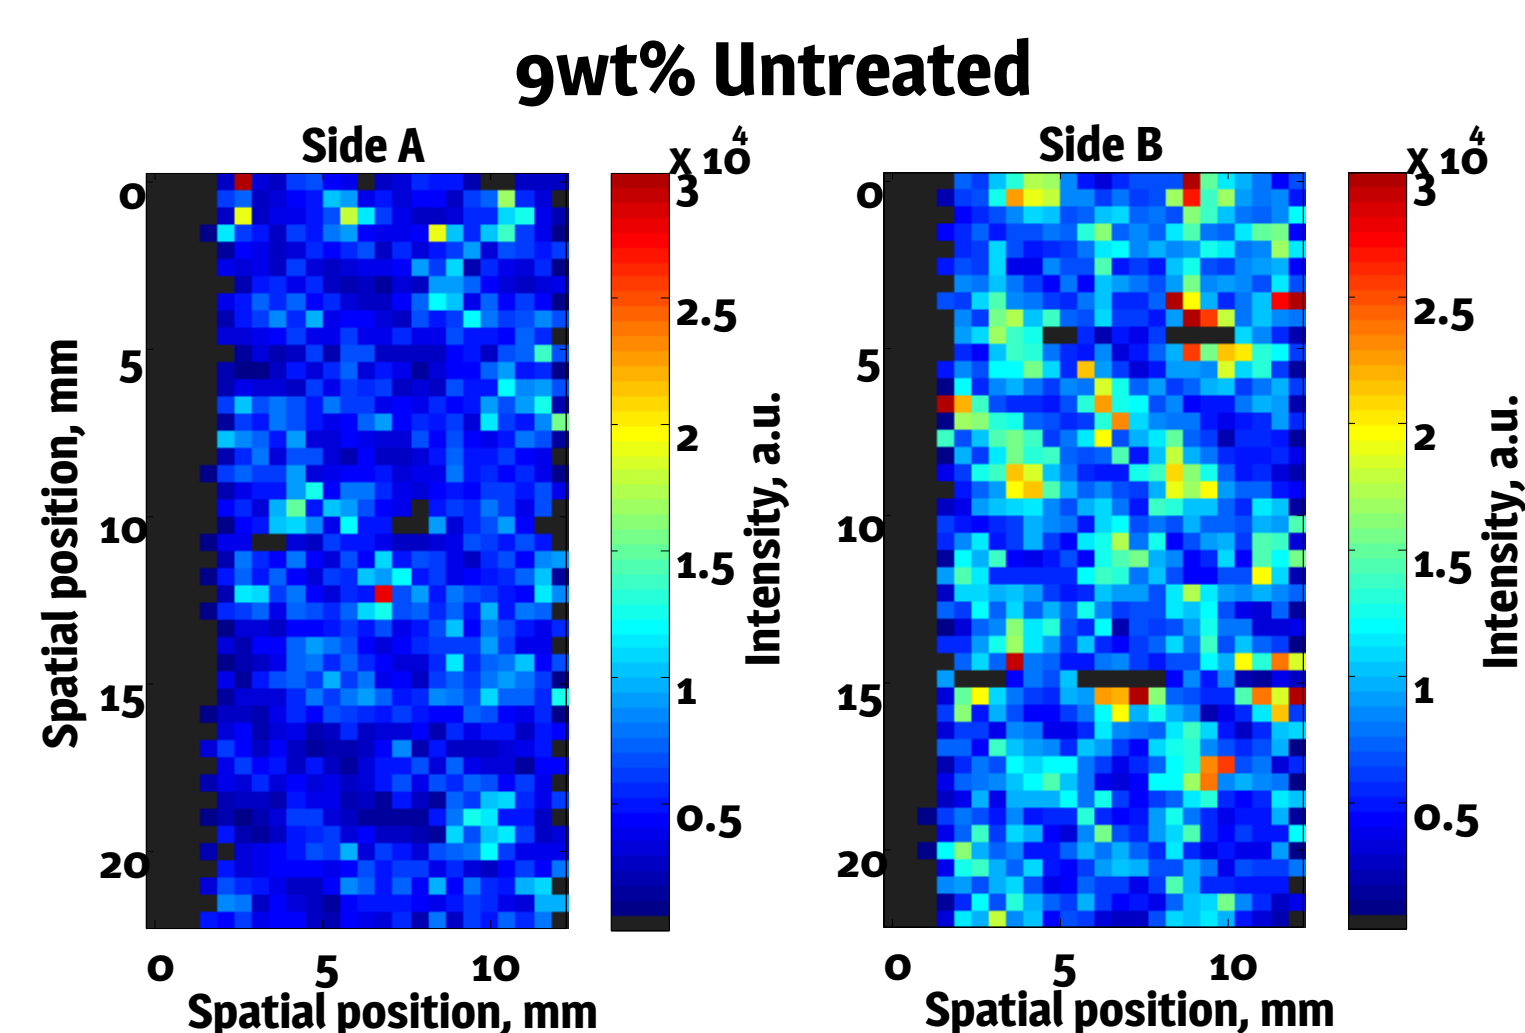 9wt% Untreated
Side A
Side B
x 10^4
x 10^4
0
5
10
15
20
3
2.5
2
1.5
1
0.5
0
5
10
15
20
3
2.5
2
1.5
1
0.5
Spatial position, mm
Intensity, a.u.
Intensity, a.u.
0 5 10
0 5 10
Spatial position, mm
Spatial position, mm